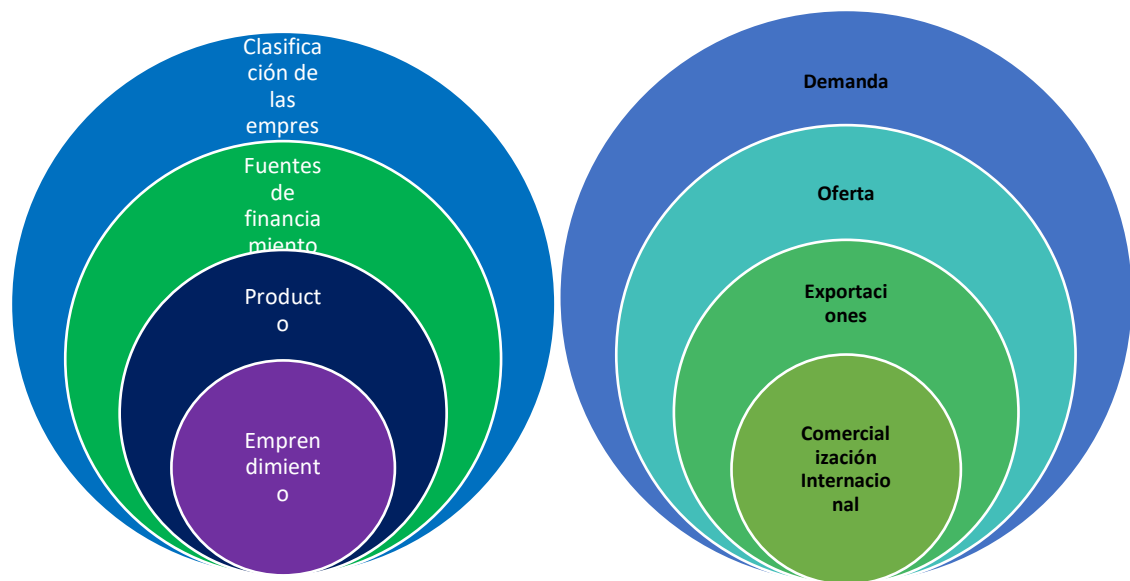 Clasifica
ción de
las
empres
Fuentes
de
financia
miento
Product
o
Empren
dimient
o
Demanda
Oferta
Exportaci
ones
Comercial
ización
Internacio
nal